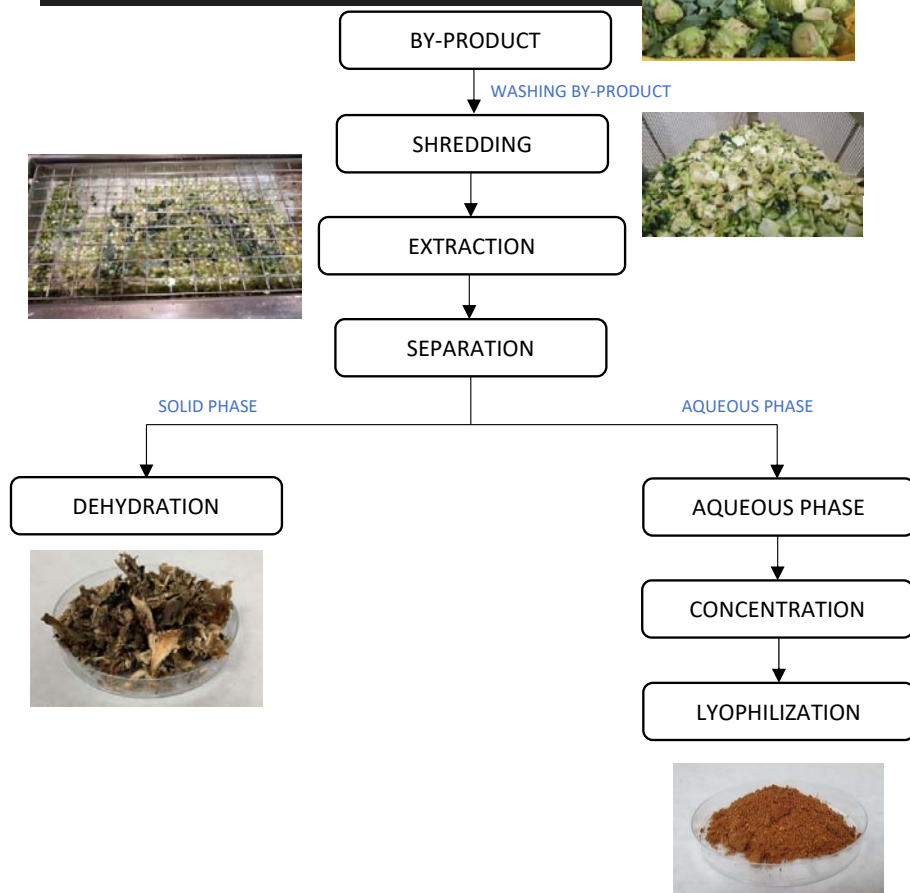 BY-PRODUCT
WASHING BY-PRODUCT
SHREDDING
EXTRACTION
SEPARATION
SOLID PHASE
AQUEOUS PHASE
DEHYDRATION
AQUEOUS PHASE
CONCENTRATION
LYOPHILIZATION